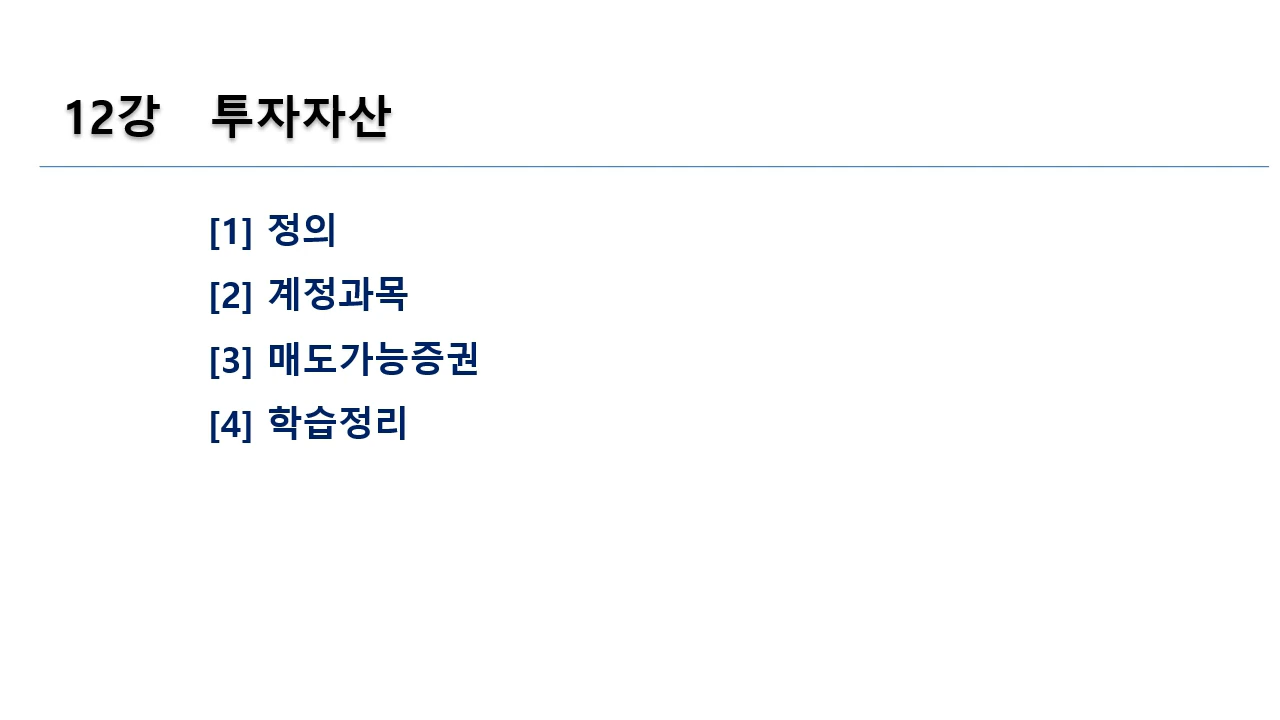 12강 투자자산
[1] 정의
[2] 계정과목
[3] 매도가능증권
[4] 학습정리